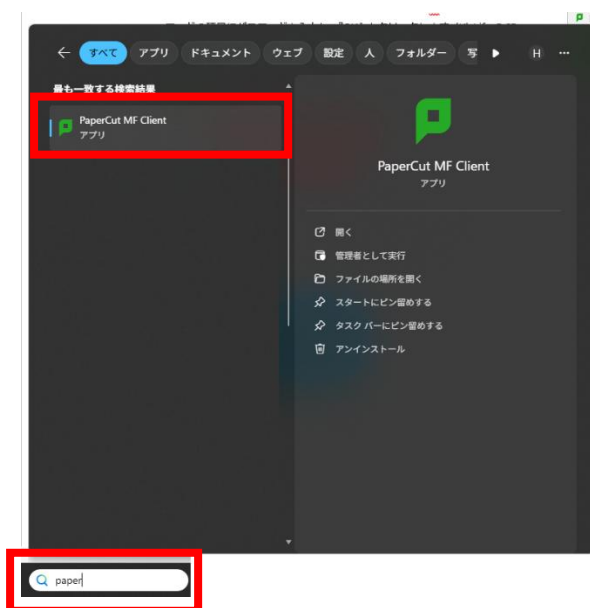 すべて アプリ ドキュメント ウェブ 設定 人 フォルダー 写 H
最も一致する検索結果
PaperCut MF Client
アプリ
PaperCut MF Client
アプリ
開く
管理者として実行
ファイルの場所を開く
スタートにピン留めする
タスク バーにピン留めする
アンインストール
paper